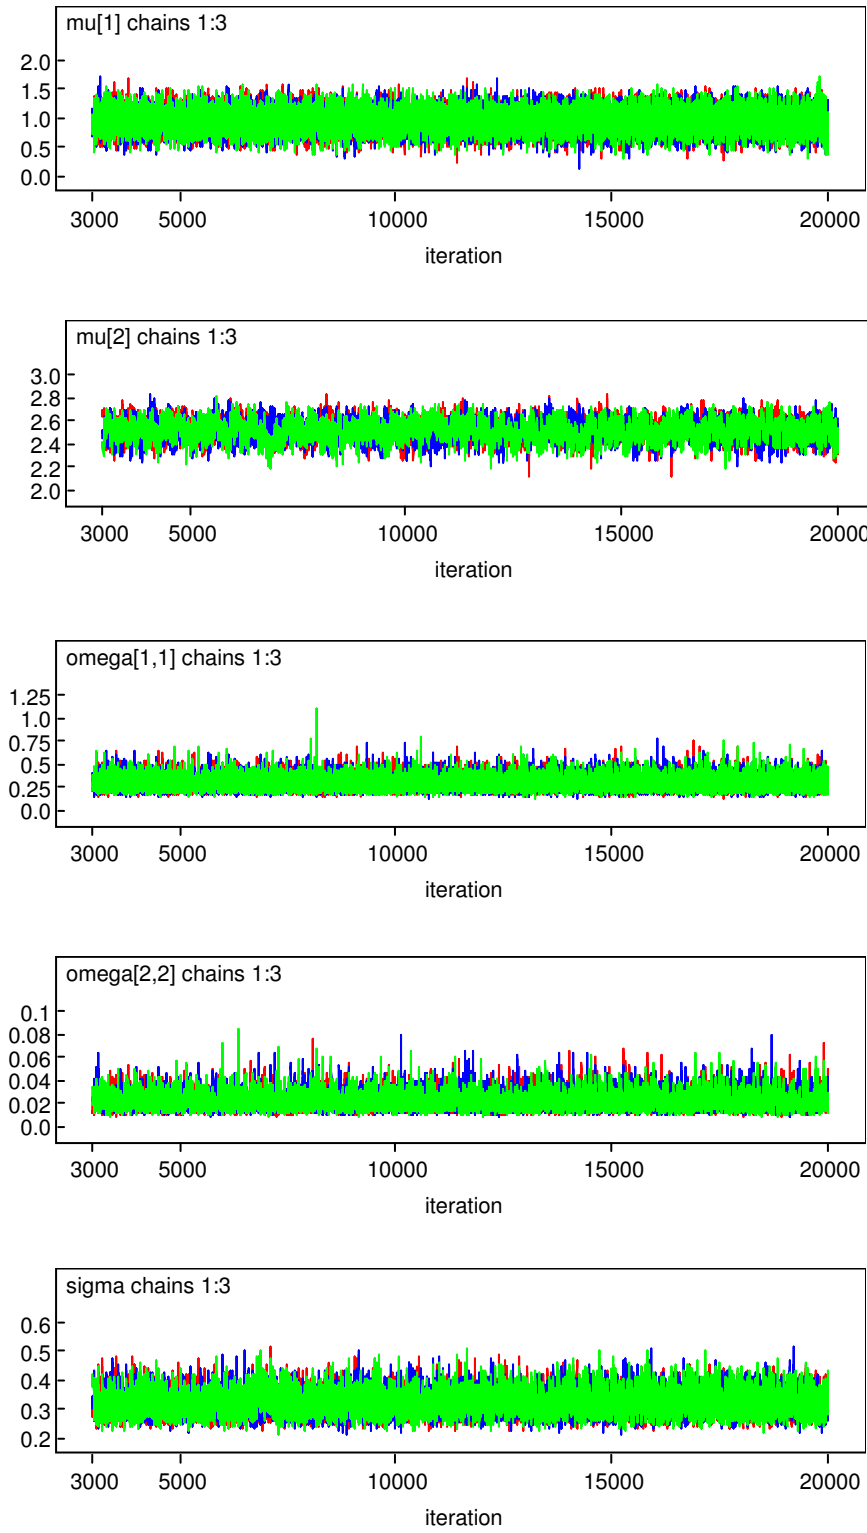 mu[1] chains 1:3
2.0
1.5
1.0
0.5
0.0
3000 5000 10000 15000 20000
iteration
mu[2] chains 1:3
3.0
2.8
2.6
2.4
2.2
2.0
3000 5000 10000 15000 20000
iteration
omega[1,1] chains 1:3
1.25
1.0
0.75
0.5
0.25
0.0
3000 5000 10000 15000 20000
iteration
omega[2,2] chains 1:3
0.1
0.08
0.06
0.04
0.02
0.0
3000 5000 10000 15000 20000
iteration
sigma chains 1:3
0.6
0.5
0.4
0.3
0.2
3000 5000 10000 15000 20000
iteration